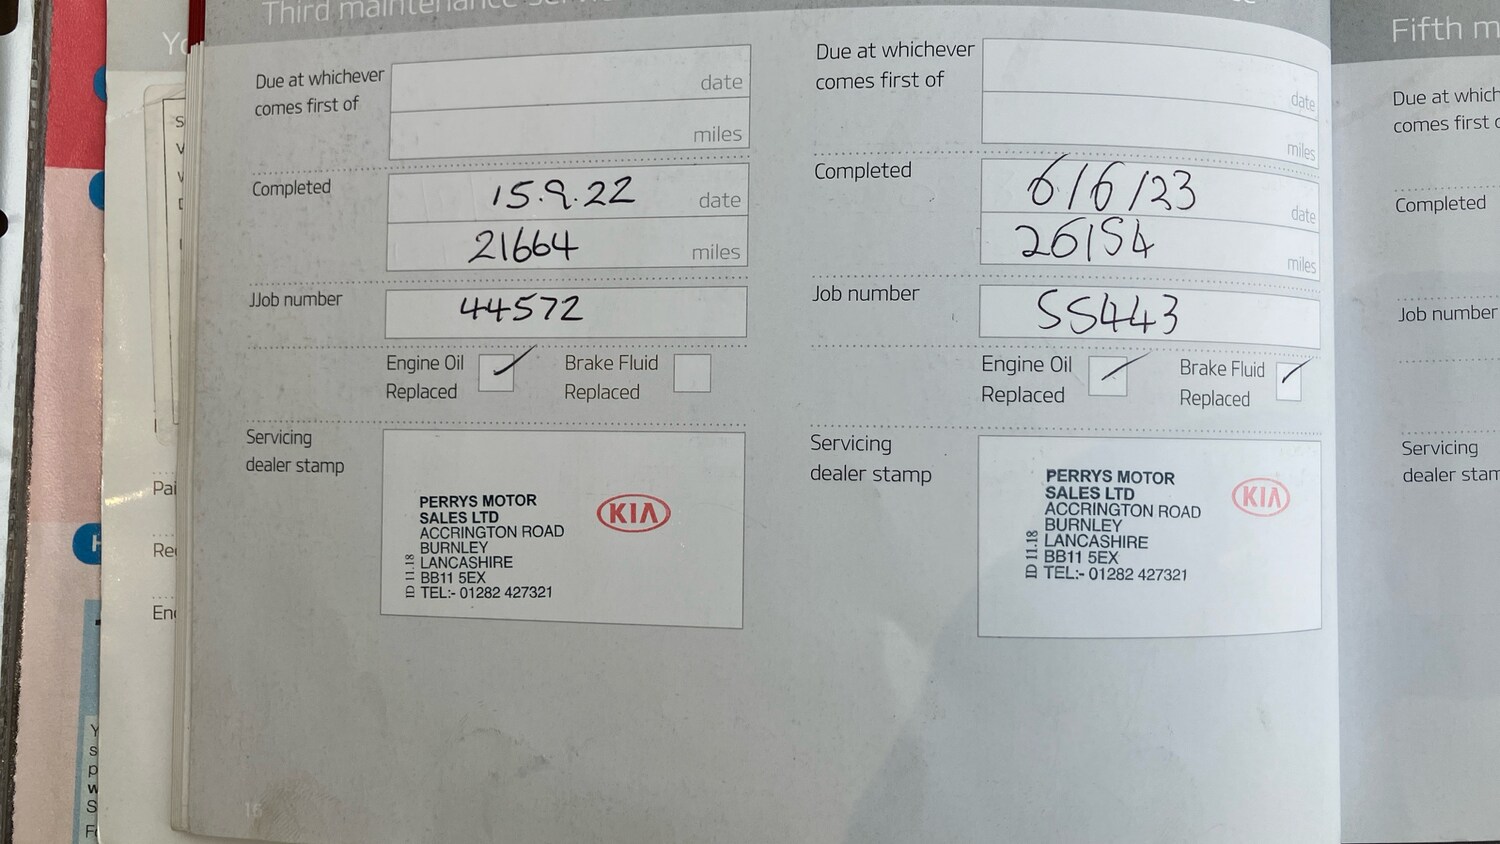 Third maintenance
Due at whichever
comes first of
date
miles
Completed
15.9.22 date
21664 miles
JJob number
44572
Engine Oil
Replaced
Brake Fluid
Replaced
Servicing
dealer stamp
PERRYS MOTOR
SALES LTD
ACCRINGTON ROAD
BURNLEY
LANCASHIRE
BB11 5EX
TEL:- 01282 427321
ID 11.18
KIA
16
Due at whichever
comes first of
date
miles
Completed
6/6/23 date
26154 miles
Job number
55443
Engine Oil
Replaced
Brake Fluid
Replaced
Servicing
dealer stamp
PERRYS MOTOR
SALES LTD
ACCRINGTON ROAD
BURNLEY
LANCASHIRE
BB11 5EX
TEL:- 01282 427321
ID 11.18
KIA
Fifth m
Due at which
comes first o
Completed
Job number
Servicing
dealer stam